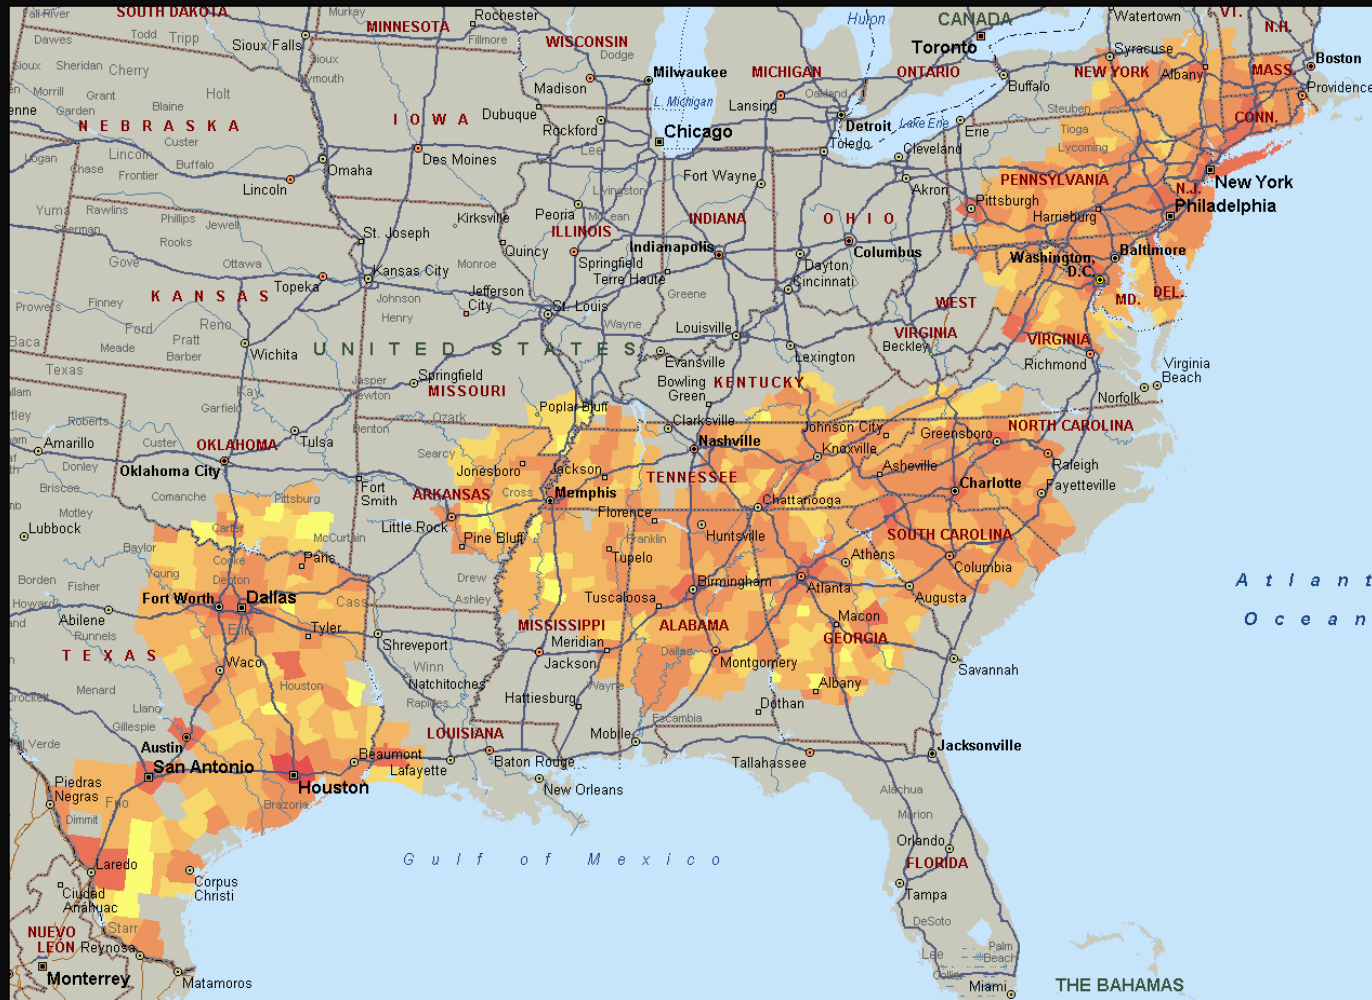 SOUTH DAKOTA
Murray
MINNESOTA
Rochester
Fillmore
WISCONSIN
Dodge
Huron
CANADA
Toronto
Watertown
VT.
N.H.
Dawes
Todd
Tripp
Sioux Falls
Sioux
Milwaukee
Madison
MICHIGAN
ONTARIO
Syracuse
NEW YORK
Albany
MASS
Boston
Sioux
Sheridan
Cherry
Morrill
Grant
Holt
Garden
Blaine
Dubuque
L. Michigan
Lansing
Oakland
Buffalo
Providence
NEBRASKA
Custer
IOWA
Rockford
Lee
Chicago
Detroit
Lake Erie
Erie
Steuben
CONN.
Toledo
Cleveland
Tioga
Lycoming
Logan
Lincoln
Buffalo
Chase
Frontier
Omaha
Des Moines
Lincoln
Fort Wayne
Akron
PENNSYLVANIA
New York
N.J.
Yuma
Rawlins
Sherman
Phillips
Jewell
Rooks
Kirksville
Peoria
Livingston
McLean
ILLINOIS
INDIANA
OHIO
Pittsburgh
Harrisburg
Philadelphia
St. Joseph
Quincy
Indianapolis
Columbus
Baltimore
Washington, D.C.
Gove
Ottawa
Topeka
Kansas City
Monroe
Springfield
Terre Haute
Dayton
Cincinnati
KANSAS
Johnson
Henry
Jefferson City
St. Louis
Greene
WEST VIRGINIA
MD.
DEL.
Prowers
Finney
Ford
Reno
Wayne
Louisville
Beckley
VIRGINIA
Baca
Meade
Pratt
Barber
Wichita
UNITED STATES
Evansville
Lexington
Richmond
Virginia Beach
Texas
Kay
Garfield
Jasper
Newton
Springfield
MISSOURI
Bowling Green
KENTUCKY
Norfolk
Roberts
Benton
Ozark
Poplar Bluff
Clarksville
Johnson City
Greensboro
NORTH CAROLINA
Amarillo
Custer
OKLAHOMA
Tulsa
Searcy
Nashville
Knoxville
Raleigh
Donley
Oklahoma City
Jonesboro
Jackson
TENNESSEE
Asheville
Briscoe
Comanche
Pittsburg
Fort Smith
ARKANSAS
Cross
Memphis
Chattanooga
Charlotte
Fayetteville
Motley
Lubbock
Carter
McCurtain
Little Rock
Pine Bluff
Florence
Franklin
Huntsville
SOUTH CAROLINA
Baylor
Young
Cooke
Paris
Tupelo
Athens
Columbia
Borden
Fisher
Denton
Drew
Birmingham
Atlanta
Atlant
Howard
Fort Worth
Dallas
Cass
Ashley
Tuscaloosa
Augusta
Ocean
Abilene
Ellis
Tyler
MISSISSIPPI
ALABAMA
Macon
Runnels
Shreveport
Meridian
GEORGIA
TEXAS
Waco
Winn
Jackson
Dallas
Montgomery
Savannah
Crockett
Menard
Houston
Natchitoches
Rapides
Wayne
Albany
Llano
Hattiesburg
Dothan
Gillespie
Escambia
Val Verde
Austin
LOUISIANA
Mobile
Jacksonville
San Antonio
Beaumont
Lafayette
Baton Rouge
Tallahassee
Piedras Negras
Houston
New Orleans
Frio
Brazoria
Alachua
Dimmit
Marion
Orlando
Gulf of Mexico
FLORIDA
Laredo
Corpus Christi
Ciudad Anáhuac
Tampa
Starr
DeSoto
NUEVO LEÓN
Reynosa
Lee
Palm Beach
Monterrey
Matamoros
Collier
Miami
THE BAHAMAS